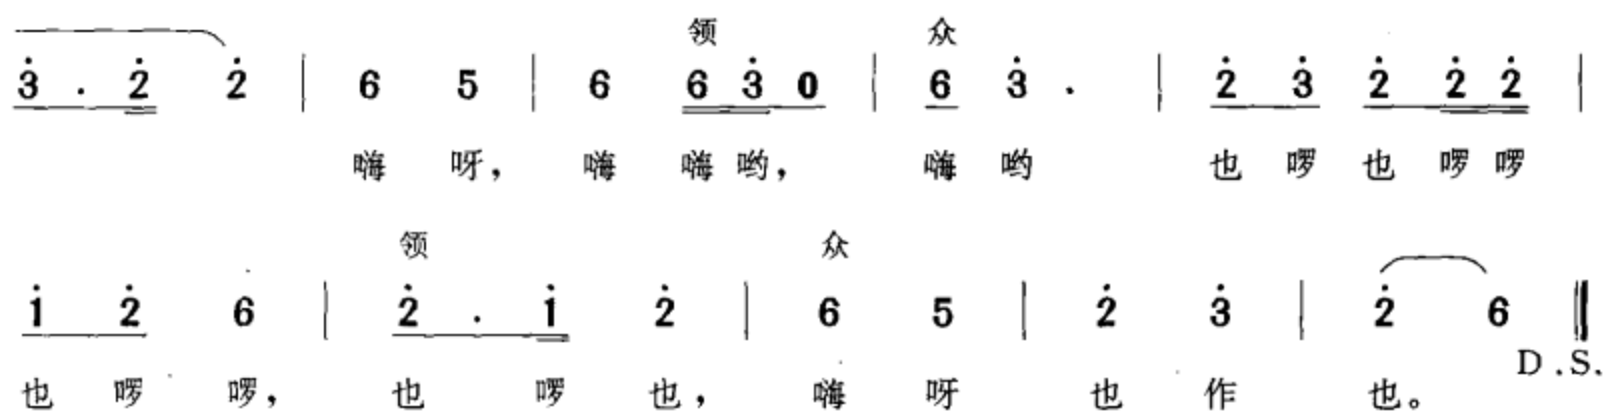 领 众
3̇ . 2̇ 2̇ | 6 5 | 6 6 3̇ 0 | 6 3̇ . | 2̇ 3̇ 2̇ 2̇ 2̇ |
嗨 呀， 嗨 嗨 哟， 嗨 哟 也 啰 也 啰 啰
领 众
1̇ 2̇ 6 | 2̇ . 1̇ 2̇ | 6 5 | 2̇ 3̇ | 2̇ 6 ‖
D.S.
也 啰 啰， 也 啰 也， 嗨 呀 也 作 也。